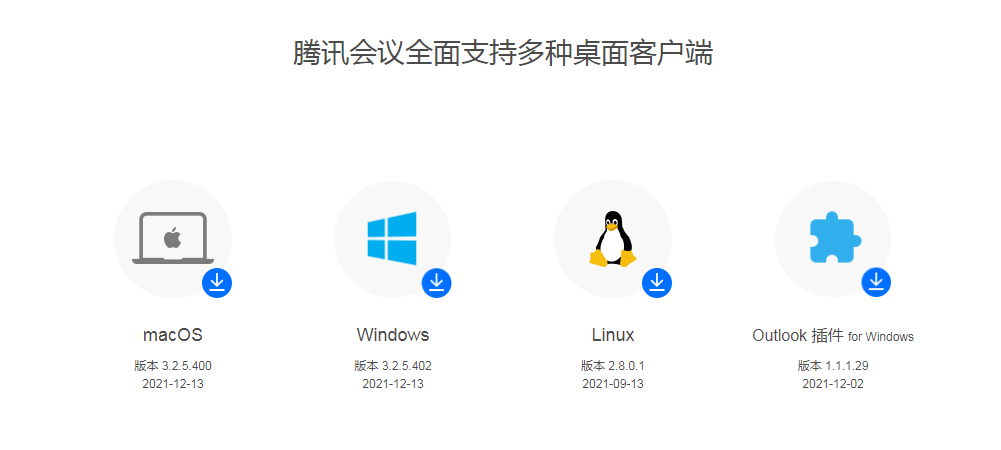 腾讯会议全面支持多种桌面客户端
macOS
版本 3.2.5.400
2021-12-13
Windows
版本 3.2.5.402
2021-12-13
Linux
版本 2.8.0.1
2021-09-13
Outlook 插件 for Windows
版本 1.1.1.29
2021-12-02